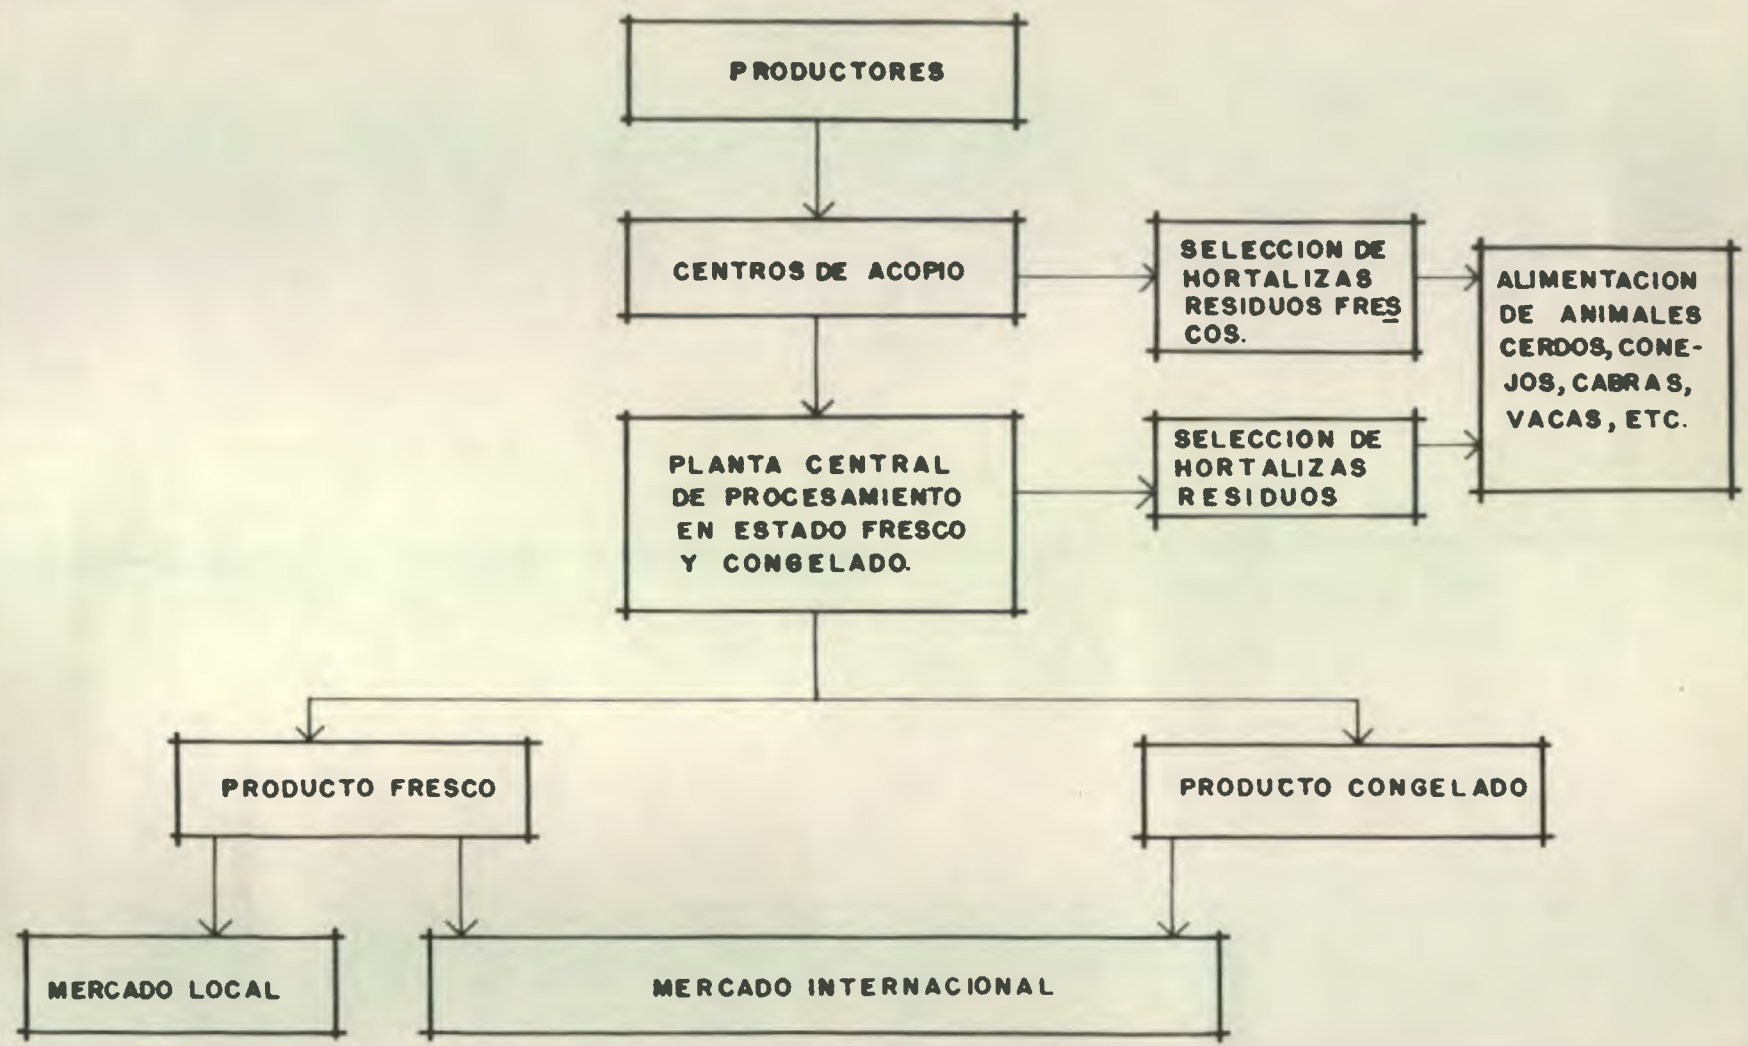 PRODUCTORES
CENTROS DE ACOPIO
SELECCION DE
HORTALIZAS
RESIDUOS FRES
COS.
ALIMENTACION
DE ANIMALES
CERDOS, CONE-
JOS, CABRAS,
VACAS, ETC.
PLANTA CENTRAL
DE PROCESAMIENTO
EN ESTADO FRESCO
Y CONGELADO.
SELECCION DE
HORTALIZAS
RESIDUOS
PRODUCTO FRESCO
PRODUCTO CONGELADO
MERCADO LOCAL
MERCADO INTERNACIONAL